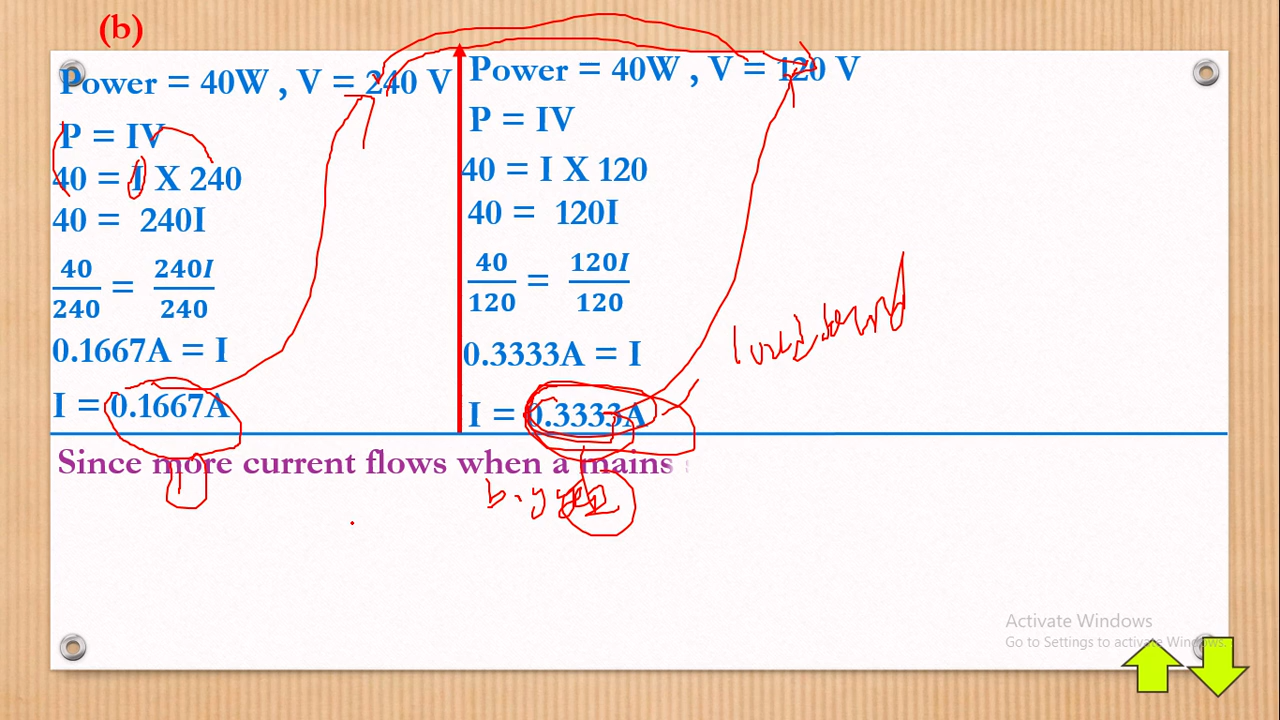 (b)
Power = 40W , V = 240 V
P = IV
40 = I X 240
40 = 240I
40/240 = 240I/240
0.1667A = I
I = 0.1667A
Power = 40W , V = 120 V
P = IV
40 = I X 120
40 = 120I
40/120 = 120I/120
0.3333A = I
I = 0.3333A
Since more current flows when a mains
Activate Windows
Go to Settings to activate Windows.